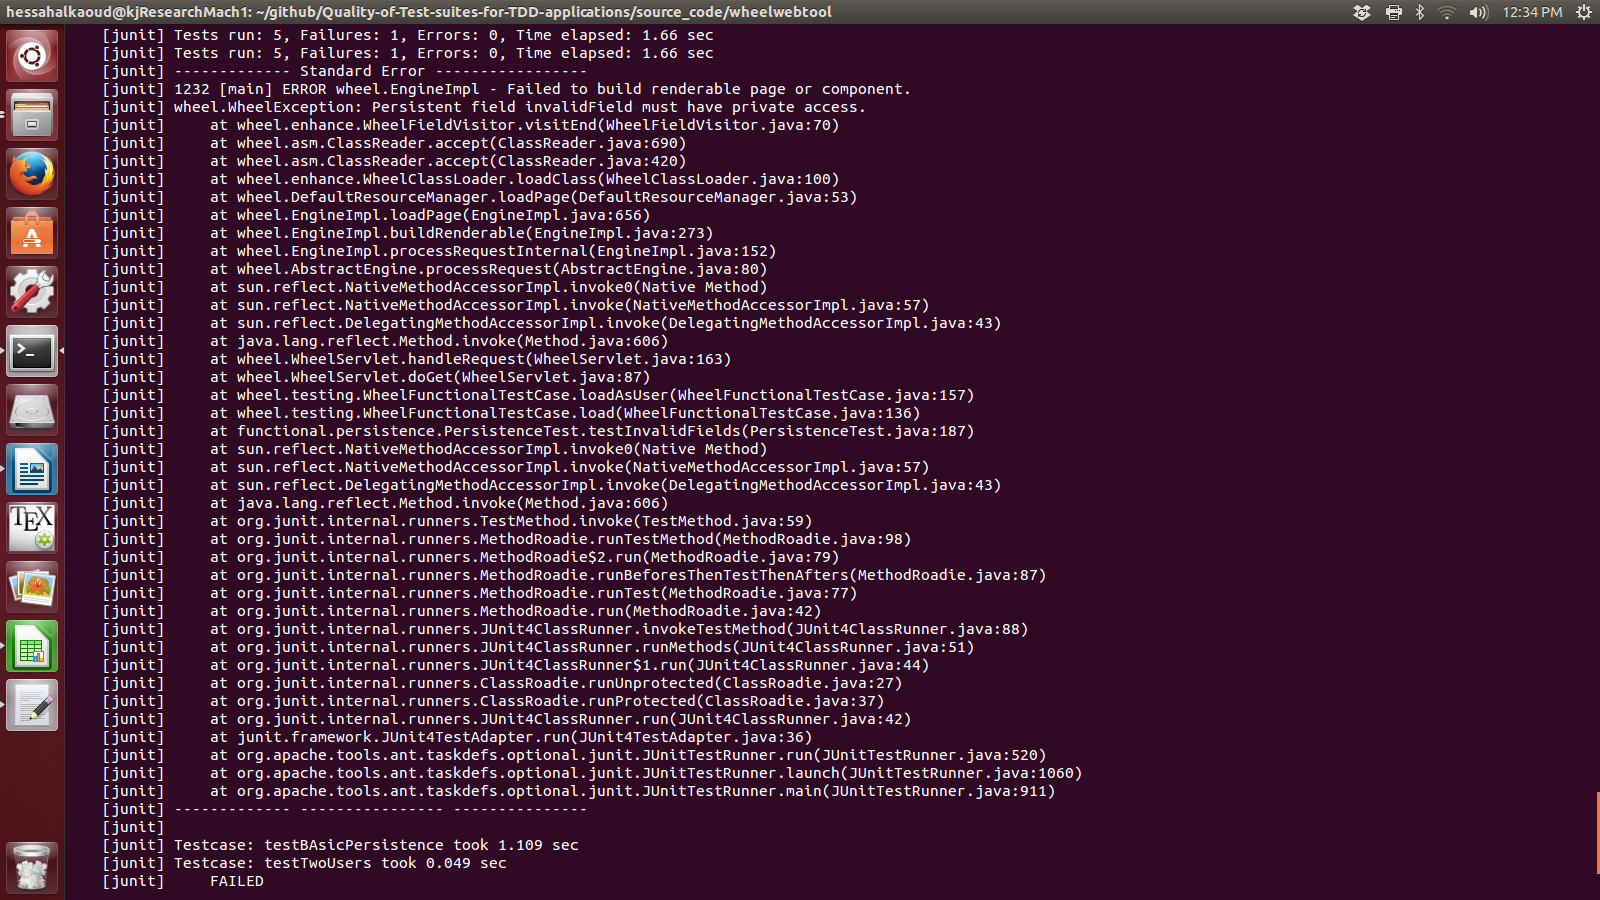 hessahalkaoud@kjResearchMach1: ~/github/Quality-of-Test-suites-for-TDD-applications/source_code/wheelwebtool 12:34 PM
[junit] Tests run: 5, Failures: 1, Errors: 0, Time elapsed: 1.66 sec
[junit] Tests run: 5, Failures: 1, Errors: 0, Time elapsed: 1.66 sec
[junit] ------------- Standard Error -----------------
[junit] 1232 [main] ERROR wheel.EngineImpl - Failed to build renderable page or component.
[junit] wheel.WheelException: Persistent field invalidField must have private access.
[junit]     at wheel.enhance.WheelFieldVisitor.visitEnd(WheelFieldVisitor.java:70)
[junit]     at wheel.asm.ClassReader.accept(ClassReader.java:690)
[junit]     at wheel.asm.ClassReader.accept(ClassReader.java:420)
[junit]     at wheel.enhance.WheelClassLoader.loadClass(WheelClassLoader.java:100)
[junit]     at wheel.DefaultResourceManager.loadPage(DefaultResourceManager.java:53)
[junit]     at wheel.EngineImpl.loadPage(EngineImpl.java:656)
[junit]     at wheel.EngineImpl.buildRenderable(EngineImpl.java:273)
[junit]     at wheel.EngineImpl.processRequestInternal(EngineImpl.java:152)
[junit]     at wheel.AbstractEngine.processRequest(AbstractEngine.java:80)
[junit]     at sun.reflect.NativeMethodAccessorImpl.invoke0(Native Method)
[junit]     at sun.reflect.NativeMethodAccessorImpl.invoke(NativeMethodAccessorImpl.java:57)
[junit]     at sun.reflect.DelegatingMethodAccessorImpl.invoke(DelegatingMethodAccessorImpl.java:43)
[junit]     at java.lang.reflect.Method.invoke(Method.java:606)
[junit]     at wheel.WheelServlet.handleRequest(WheelServlet.java:163)
[junit]     at wheel.WheelServlet.doGet(WheelServlet.java:87)
[junit]     at wheel.testing.WheelFunctionalTestCase.loadAsUser(WheelFunctionalTestCase.java:157)
[junit]     at wheel.testing.WheelFunctionalTestCase.load(WheelFunctionalTestCase.java:136)
[junit]     at functional.persistence.PersistenceTest.testInvalidFields(PersistenceTest.java:187)
[junit]     at sun.reflect.NativeMethodAccessorImpl.invoke0(Native Method)
[junit]     at sun.reflect.NativeMethodAccessorImpl.invoke(NativeMethodAccessorImpl.java:57)
[junit]     at sun.reflect.DelegatingMethodAccessorImpl.invoke(DelegatingMethodAccessorImpl.java:43)
[junit]     at java.lang.reflect.Method.invoke(Method.java:606)
[junit]     at org.junit.internal.runners.TestMethod.invoke(TestMethod.java:59)
[junit]     at org.junit.internal.runners.MethodRoadie.runTestMethod(MethodRoadie.java:98)
[junit]     at org.junit.internal.runners.MethodRoadie$2.run(MethodRoadie.java:79)
[junit]     at org.junit.internal.runners.MethodRoadie.runBeforesThenTestThenAfters(MethodRoadie.java:87)
[junit]     at org.junit.internal.runners.MethodRoadie.runTest(MethodRoadie.java:77)
[junit]     at org.junit.internal.runners.MethodRoadie.run(MethodRoadie.java:42)
[junit]     at org.junit.internal.runners.JUnit4ClassRunner.invokeTestMethod(JUnit4ClassRunner.java:88)
[junit]     at org.junit.internal.runners.JUnit4ClassRunner.runMethods(JUnit4ClassRunner.java:51)
[junit]     at org.junit.internal.runners.JUnit4ClassRunner$1.run(JUnit4ClassRunner.java:44)
[junit]     at org.junit.internal.runners.ClassRoadie.runUnprotected(ClassRoadie.java:27)
[junit]     at org.junit.internal.runners.ClassRoadie.runProtected(ClassRoadie.java:37)
[junit]     at org.junit.internal.runners.JUnit4ClassRunner.run(JUnit4ClassRunner.java:42)
[junit]     at junit.framework.JUnit4TestAdapter.run(JUnit4TestAdapter.java:36)
[junit]     at org.apache.tools.ant.taskdefs.optional.junit.JUnitTestRunner.run(JUnitTestRunner.java:520)
[junit]     at org.apache.tools.ant.taskdefs.optional.junit.JUnitTestRunner.launch(JUnitTestRunner.java:1060)
[junit]     at org.apache.tools.ant.taskdefs.optional.junit.JUnitTestRunner.main(JUnitTestRunner.java:911)
[junit] ------------- ---------------- ---------------
[junit]
[junit] Testcase: testBAsicPersistence took 1.109 sec
[junit] Testcase: testTwoUsers took 0.049 sec
[junit]     FAILED
TEX